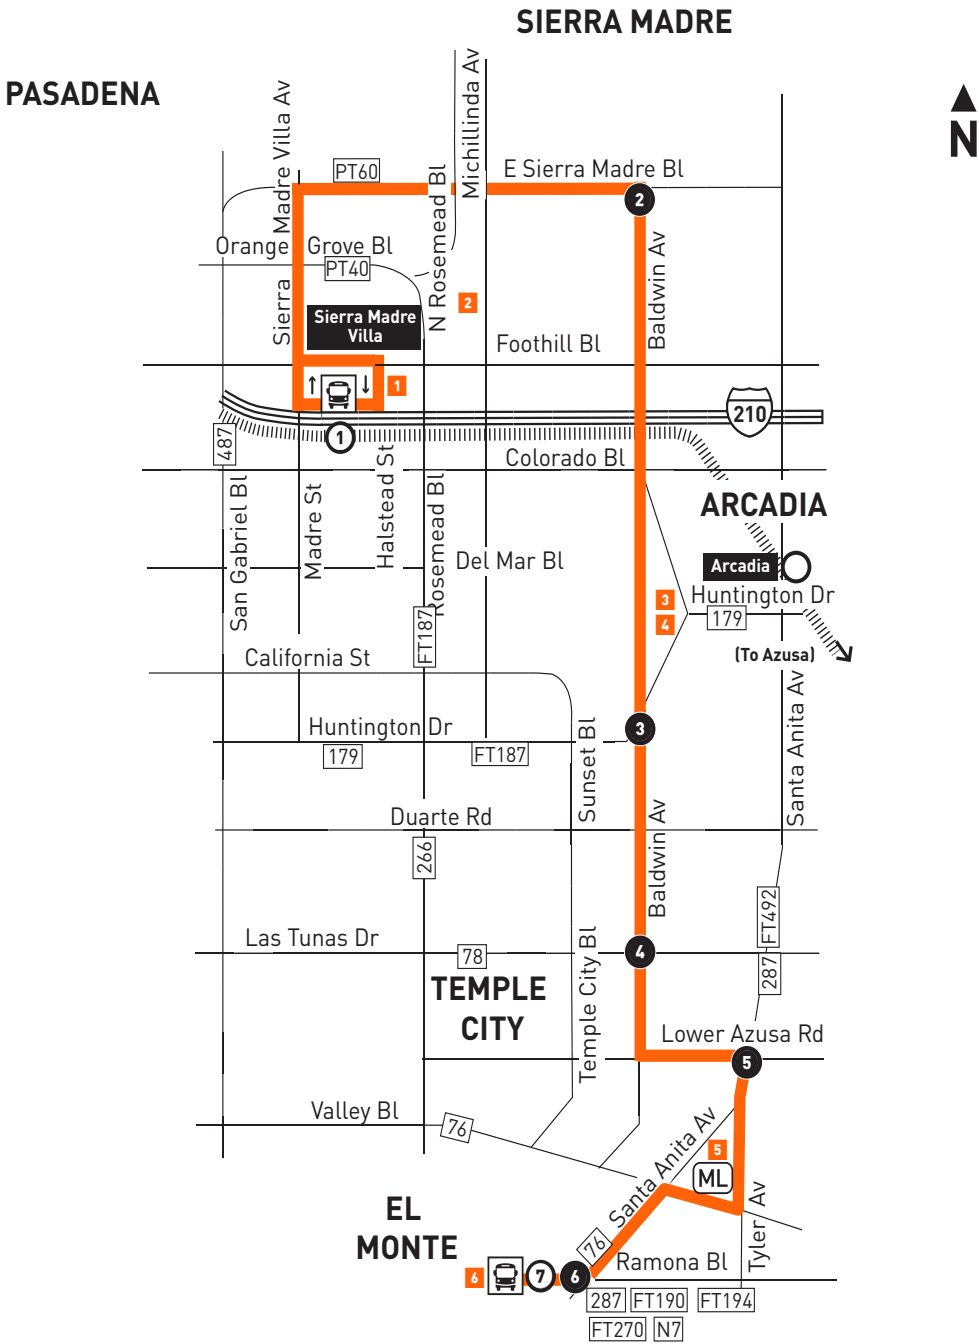 SIERRA MADRE
PASADENA
N
Sierra Madre Villa Av
Michillinda Av
PT60
E Sierra Madre Bl
2
N Rosemead Bl
Orange Grove Bl
PT40
Baldwin Av
2
Sierra Madre
Villa
Foothill Bl
1
210
1
487
Colorado Bl
San Gabriel Bl
Madre St
Halstead St
Rosemead Bl
ARCADIA
Del Mar Bl
Arcadia
Huntington Dr
3
179
4
FT187
(To Azusa)
California St
Santa Anita Av
Huntington Dr
3
179
FT187
Sunset Bl
Duarte Rd
Baldwin Av
266
FT492
Las Tunas Dr
78
4
287
Temple City Bl
TEMPLE
CITY
Lower Azusa Rd
5
Valley Bl
76
Santa Anita Av
5
ML
EL
MONTE
Tyler Av
76
Ramona Bl
6
7
6
287
FT190
FT194
FT270
N7